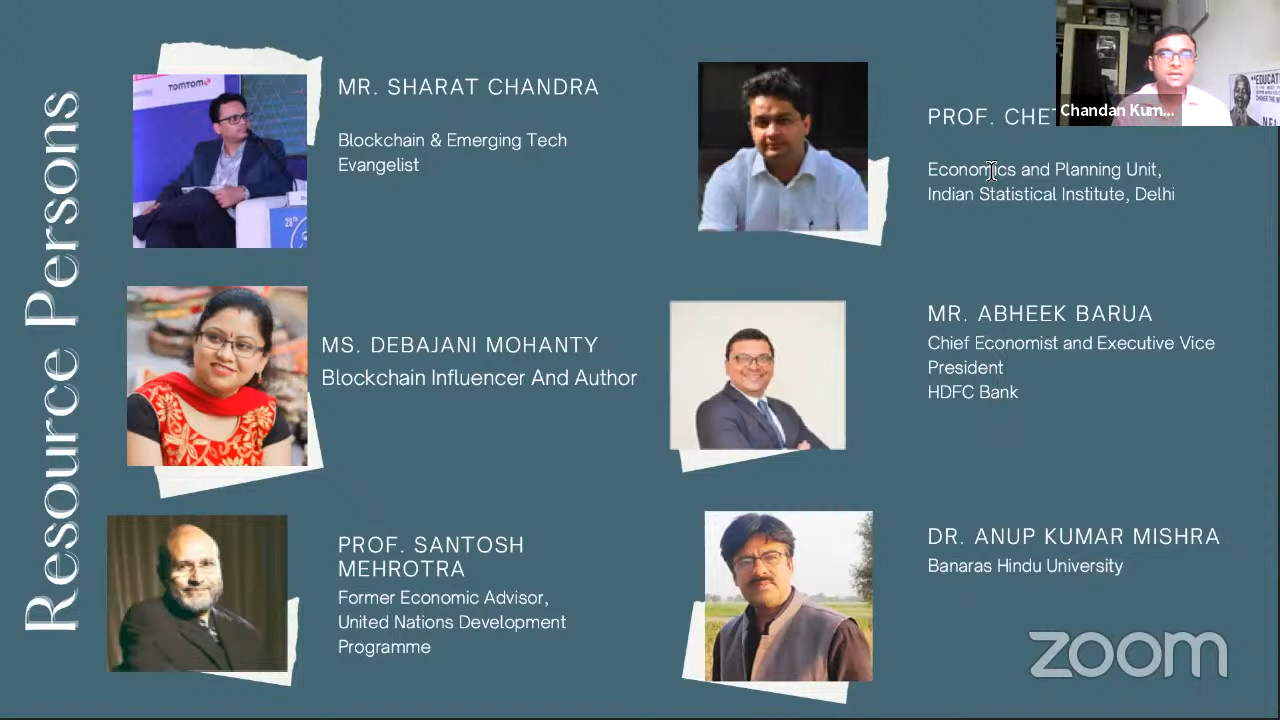 Resource Persons
TOMTOM
28TH
MR. SHARAT CHANDRA
Blockchain & Emerging Tech
Evangelist
PROF.
Economics and Planning Unit,
Indian Statistical Institute, Delhi
Chandan Kum...
MS. DEBAJANI MOHANTY
Blockchain Influencer And Author
MR. ABHEEK BARUA
Chief Economist and Executive Vice
President
HDFC Bank
PROF. SANTOSH
MEHROTRA
Former Economic Advisor,
United Nations Development
Programme
DR. ANUP KUMAR MISHRA
Banaras Hindu University
zoom